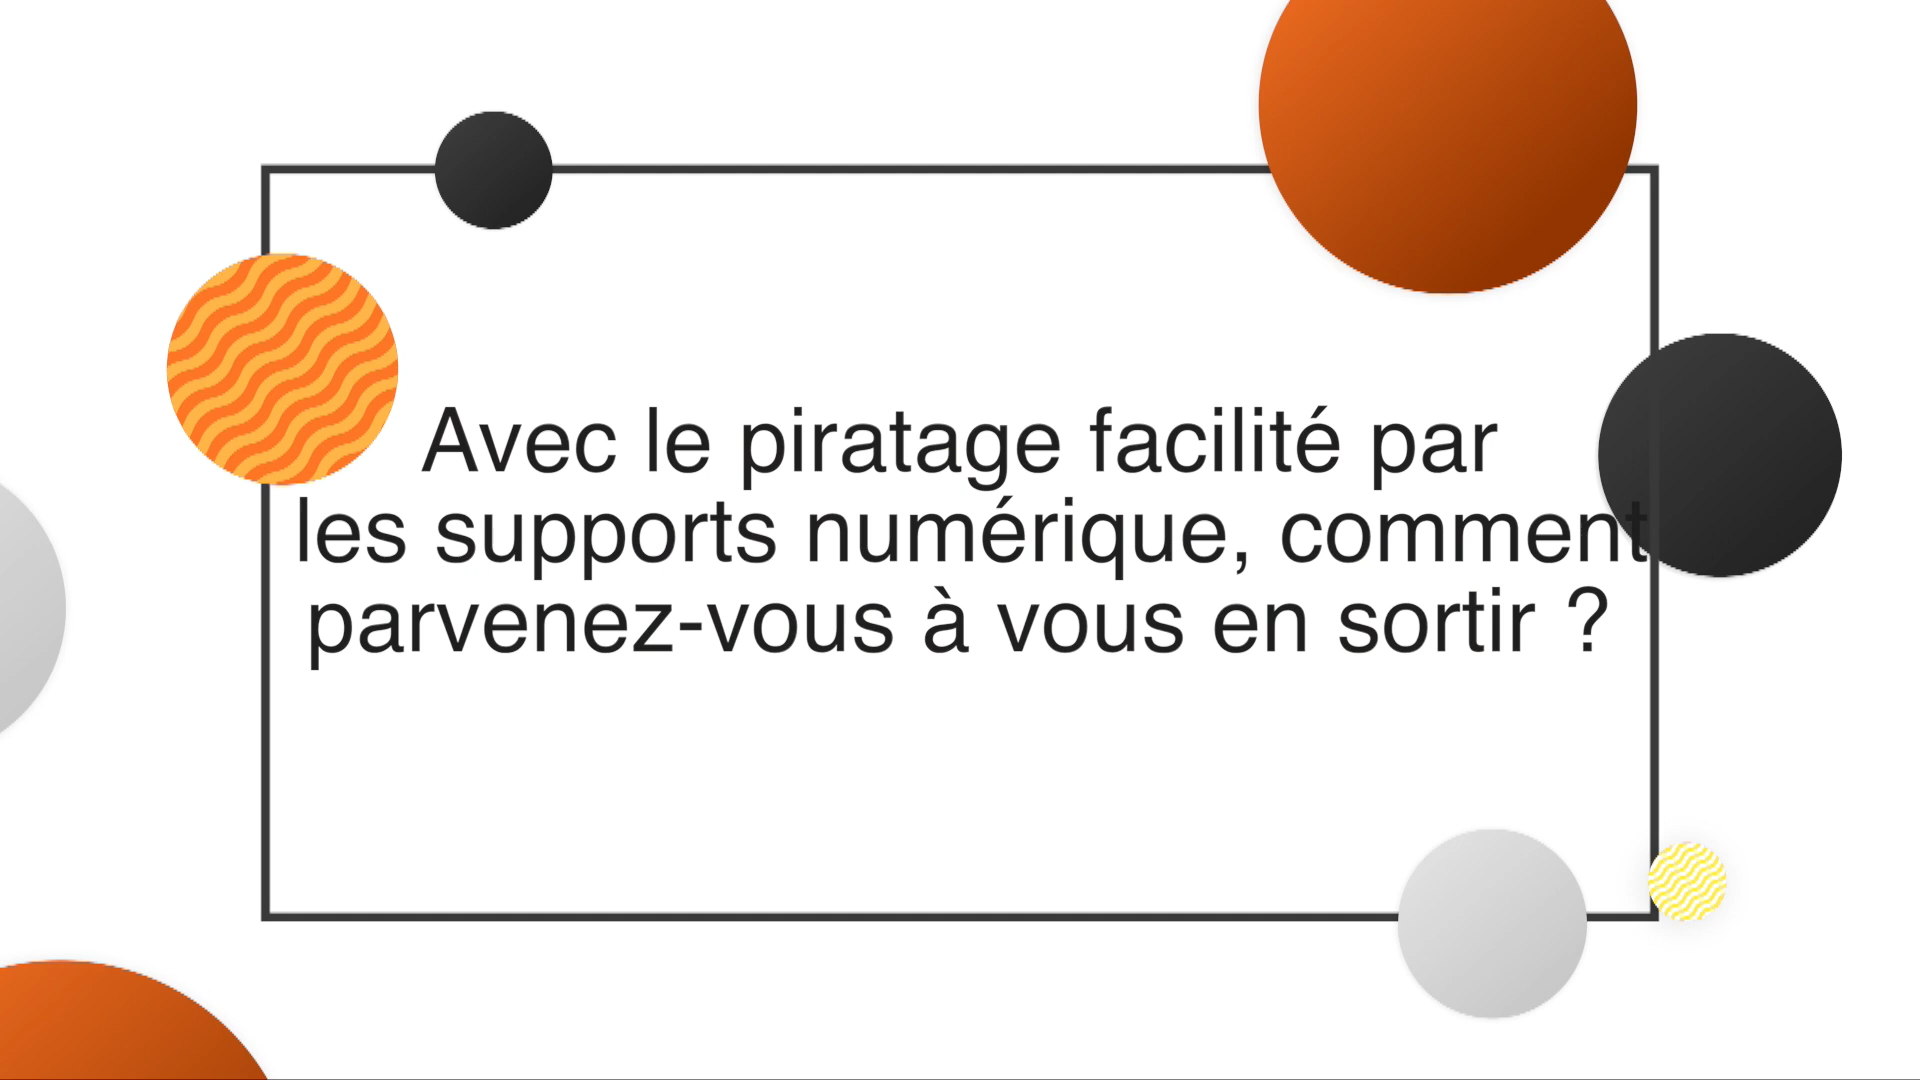 Avec le piratage facilité par
les supports numérique, comment
parvenez-vous à vous en sortir ?